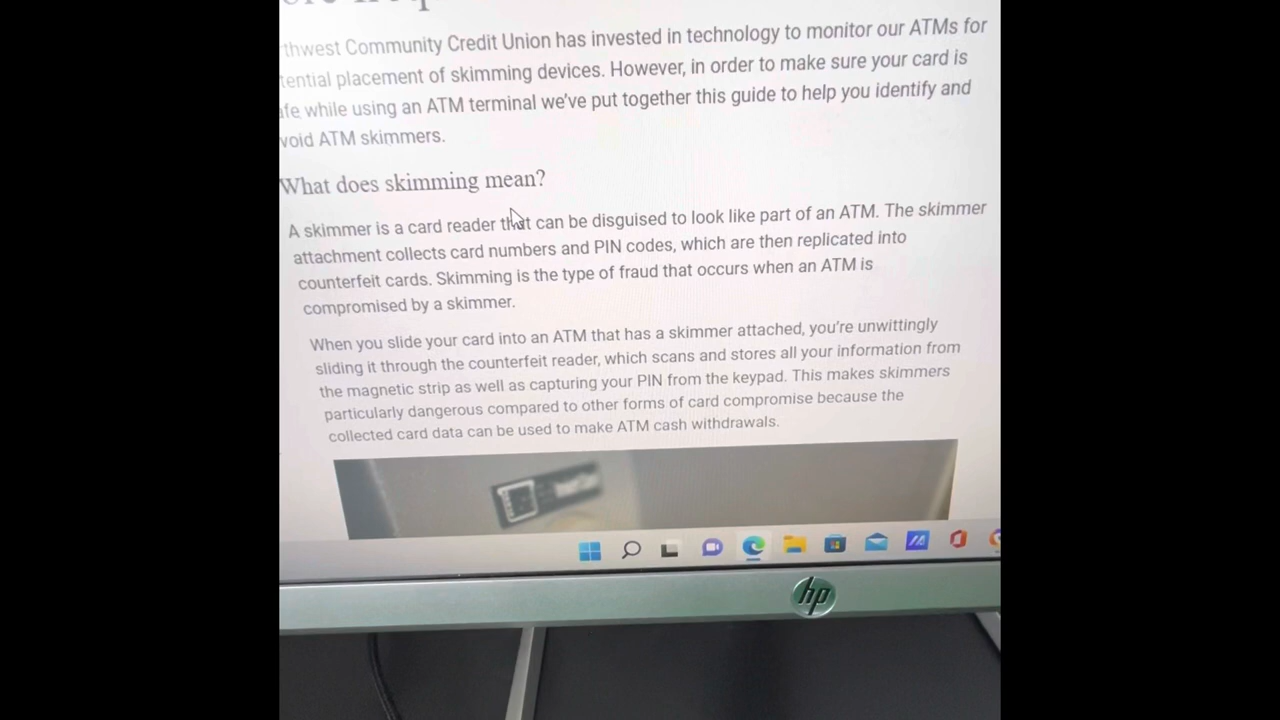 thwest Community Credit Union has invested in technology to monitor our ATMs for
tential placement of skimming devices. However, in order to make sure your card is
afe while using an ATM terminal we've put together this guide to help you identify and
void ATM skimmers.
What does skimming mean?
A skimmer is a card reader that can be disguised to look like part of an ATM. The skimmer
attachment collects card numbers and PIN codes, which are then replicated into
counterfeit cards. Skimming is the type of fraud that occurs when an ATM is
compromised by a skimmer.
When you slide your card into an ATM that has a skimmer attached, you're unwittingly
sliding it through the counterfeit reader, which scans and stores all your information from
the magnetic strip as well as capturing your PIN from the keypad. This makes skimmers
particularly dangerous compared to other forms of card compromise because the
collected card data can be used to make ATM cash withdrawals.
hp